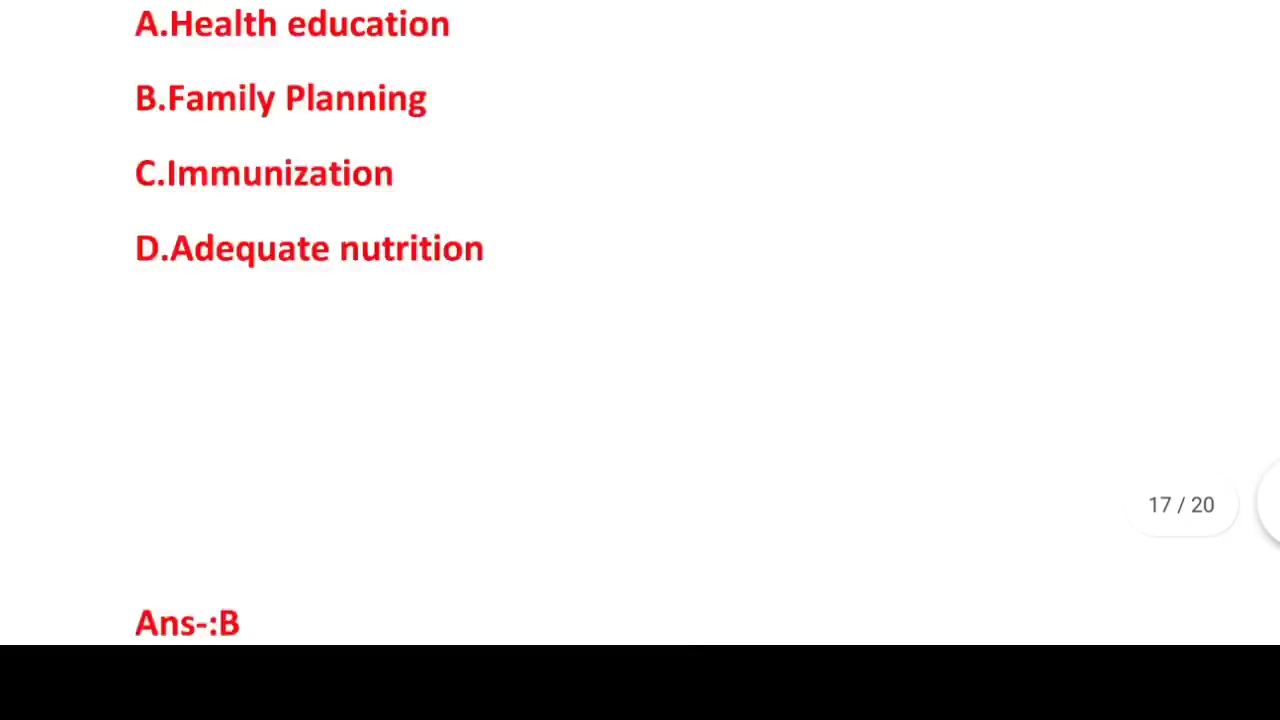 A.Health education
B.Family Planning
C.Immunization
D.Adequate nutrition
17 / 20
Ans-:B